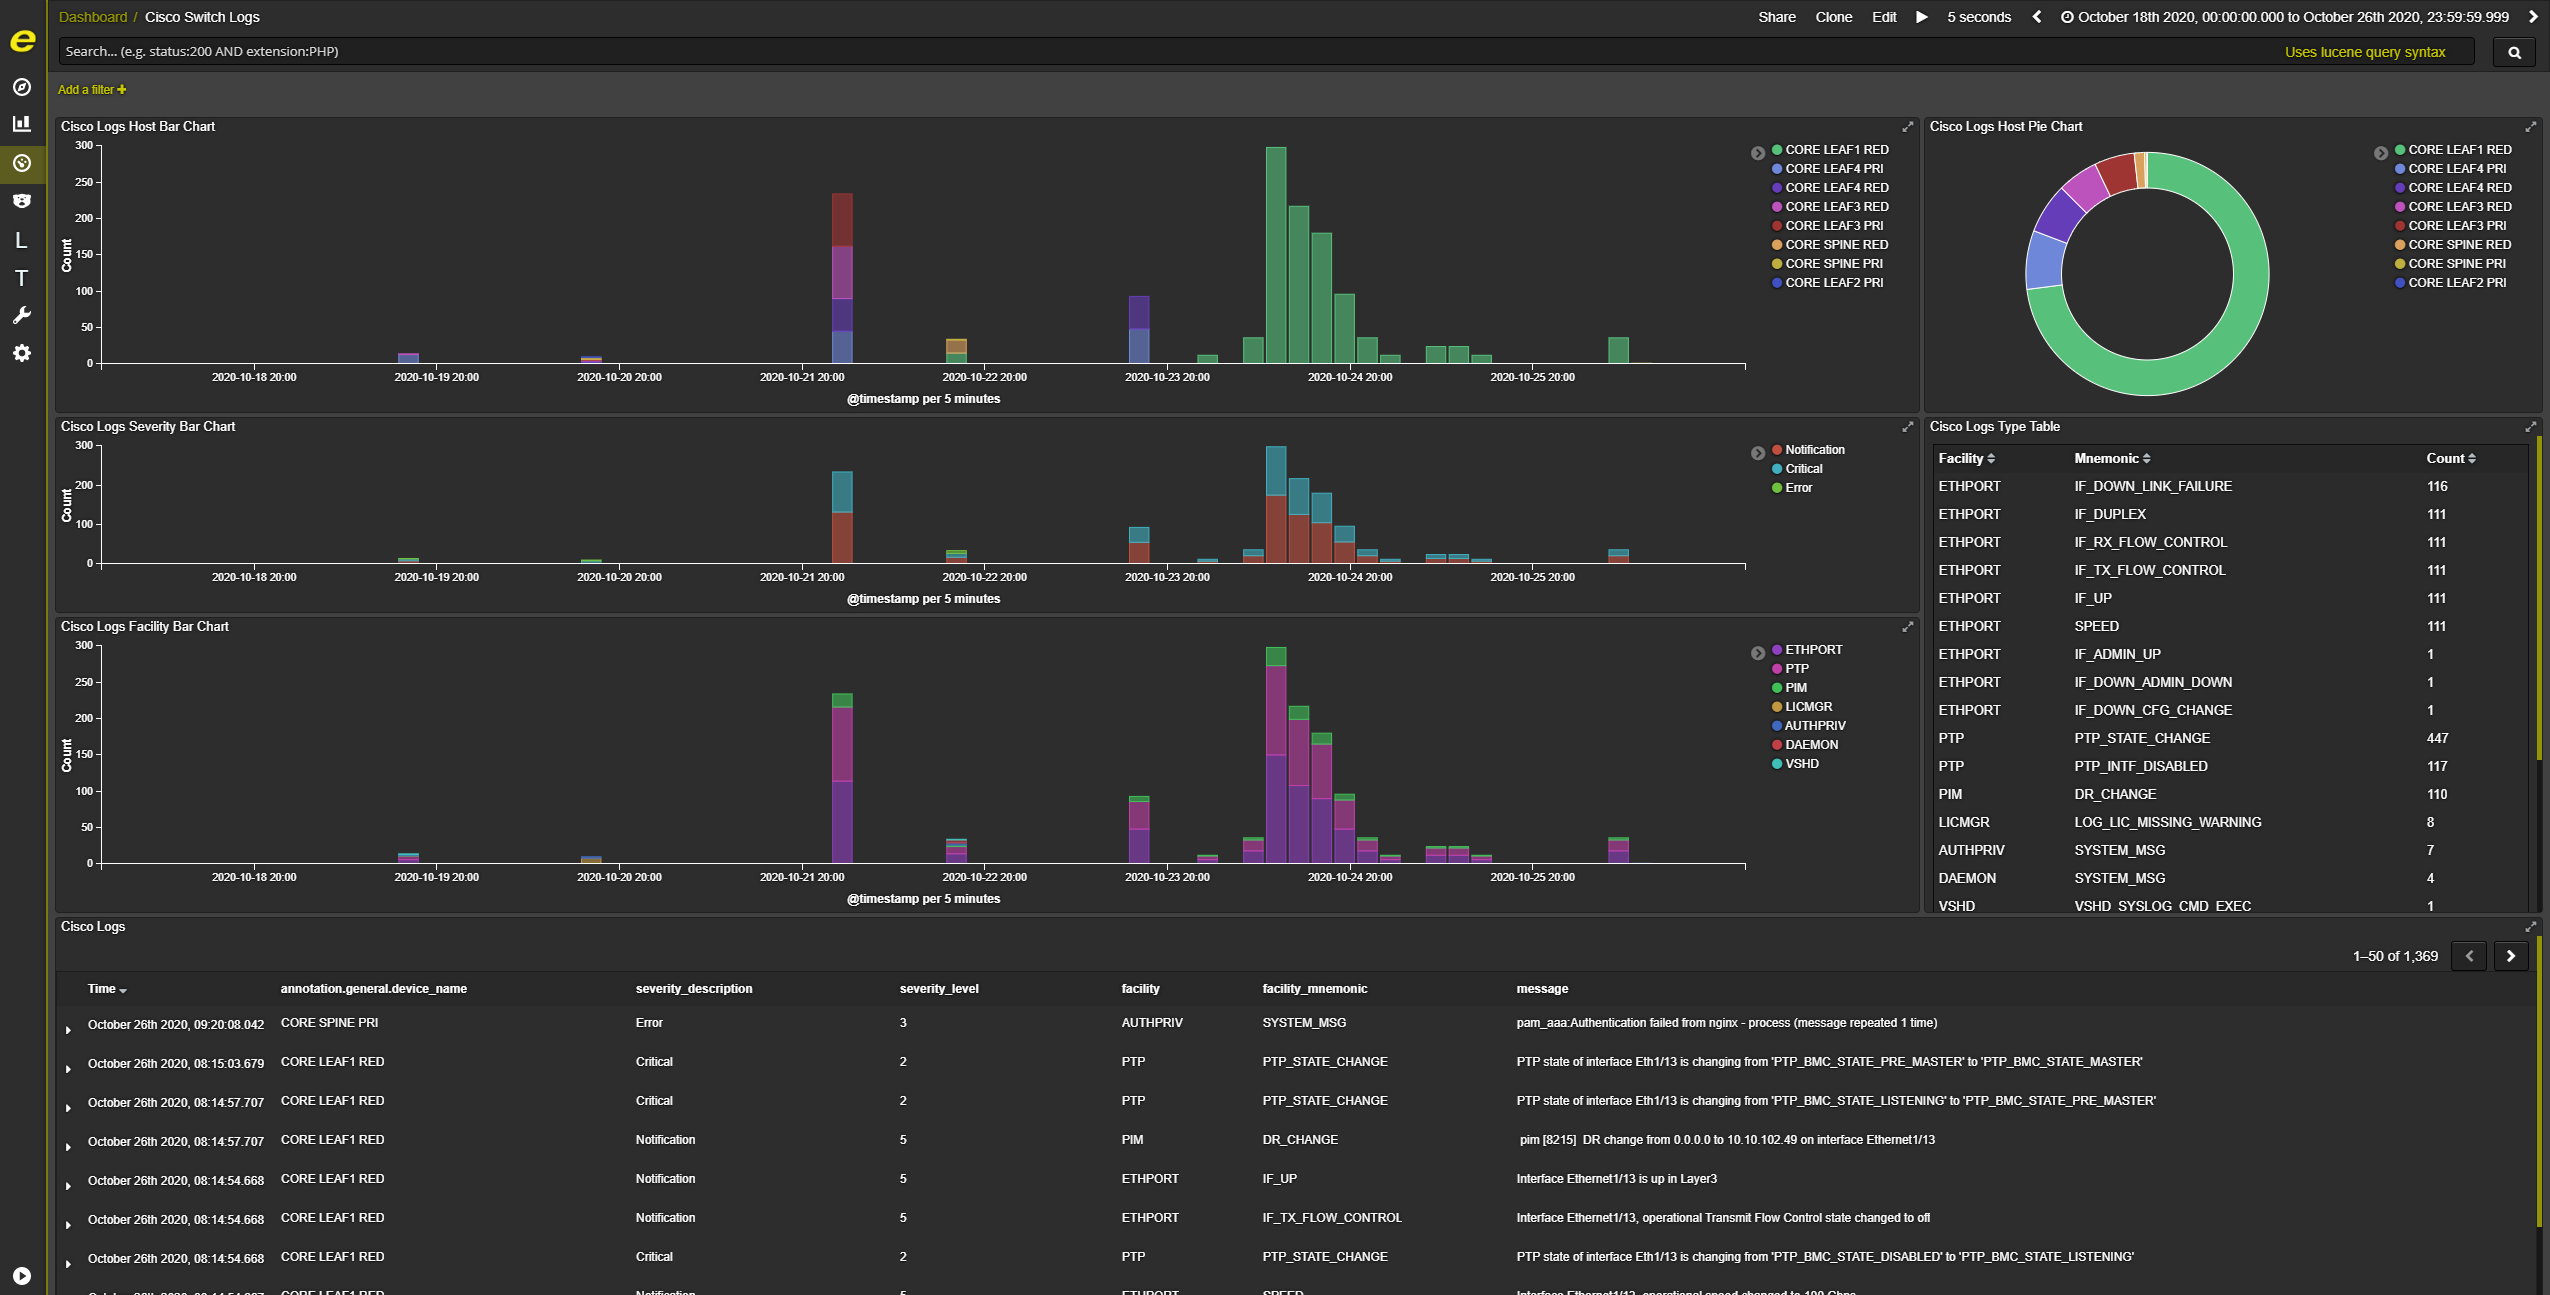 Dashboard / Cisco Switch Logs
Share Clone Edit 5 seconds October 18th 2020, 00:00:00.000 to October 26th 2020, 23:59:59.999
e
Search... (e.g. status:200 AND extension:PHP) Uses lucene query syntax
Add a filter +
L
T
Cisco Logs Host Bar Chart
300
250
200
150
100
50
0
Count
2020-10-18 20:00 2020-10-19 20:00 2020-10-20 20:00 2020-10-21 20:00 2020-10-22 20:00 2020-10-23 20:00 2020-10-24 20:00 2020-10-25 20:00
@timestamp per 5 minutes
CORE LEAF1 RED
CORE LEAF4 PRI
CORE LEAF4 RED
CORE LEAF3 RED
CORE LEAF3 PRI
CORE SPINE RED
CORE SPINE PRI
CORE LEAF2 PRI
Cisco Logs Host Pie Chart
CORE LEAF1 RED
CORE LEAF4 PRI
CORE LEAF4 RED
CORE LEAF3 RED
CORE LEAF3 PRI
CORE SPINE RED
CORE SPINE PRI
CORE LEAF2 PRI
Cisco Logs Severity Bar Chart
300
200
100
0
Count
2020-10-18 20:00 2020-10-19 20:00 2020-10-20 20:00 2020-10-21 20:00 2020-10-22 20:00 2020-10-23 20:00 2020-10-24 20:00 2020-10-25 20:00
@timestamp per 5 minutes
Notification
Critical
Error
Cisco Logs Facility Bar Chart
300
250
200
150
100
50
0
Count
2020-10-18 20:00 2020-10-19 20:00 2020-10-20 20:00 2020-10-21 20:00 2020-10-22 20:00 2020-10-23 20:00 2020-10-24 20:00 2020-10-25 20:00
@timestamp per 5 minutes
ETHPORT
PTP
PIM
LICMGR
AUTHPRIV
DAEMON
VSHD
Cisco Logs Type Table
Facility Mnemonic Count
ETHPORT IF_DOWN_LINK_FAILURE 116
ETHPORT IF_DUPLEX 111
ETHPORT IF_RX_FLOW_CONTROL 111
ETHPORT IF_TX_FLOW_CONTROL 111
ETHPORT IF_UP 111
ETHPORT SPEED 111
ETHPORT IF_ADMIN_UP 1
ETHPORT IF_DOWN_ADMIN_DOWN 1
ETHPORT IF_DOWN_CFG_CHANGE 1
PTP PTP_STATE_CHANGE 447
PTP PTP_INTF_DISABLED 117
PIM DR_CHANGE 110
LICMGR LOG_LIC_MISSING_WARNING 8
AUTHPRIV SYSTEM_MSG 7
DAEMON SYSTEM_MSG 4
VSHD VSHD_SYSLOG_CMD_EXEC 1
Cisco Logs
1–50 of 1,369
Time annotation.general.device_name severity_description severity_level facility facility_mnemonic message
October 26th 2020, 09:20:08.042 CORE SPINE PRI Error 3 AUTHPRIV SYSTEM_MSG pam_aaa:Authentication failed from nginx - process (message repeated 1 time)
October 26th 2020, 08:15:03.679 CORE LEAF1 RED Critical 2 PTP PTP_STATE_CHANGE PTP state of interface Eth1/13 is changing from 'PTP_BMC_STATE_PRE_MASTER' to 'PTP_BMC_STATE_MASTER'
October 26th 2020, 08:14:57.707 CORE LEAF1 RED Critical 2 PTP PTP_STATE_CHANGE PTP state of interface Eth1/13 is changing from 'PTP_BMC_STATE_LISTENING' to 'PTP_BMC_STATE_PRE_MASTER'
October 26th 2020, 08:14:57.707 CORE LEAF1 RED Notification 5 PIM DR_CHANGE pim [8215] DR change from 0.0.0.0 to 10.10.102.49 on interface Ethernet1/13
October 26th 2020, 08:14:54.668 CORE LEAF1 RED Notification 5 ETHPORT IF_UP Interface Ethernet1/13 is up in Layer3
October 26th 2020, 08:14:54.668 CORE LEAF1 RED Notification 5 ETHPORT IF_TX_FLOW_CONTROL Interface Ethernet1/13, operational Transmit Flow Control state changed to off
October 26th 2020, 08:14:54.668 CORE LEAF1 RED Critical 2 PTP PTP_STATE_CHANGE PTP state of interface Eth1/13 is changing from 'PTP_BMC_STATE_DISABLED' to 'PTP_BMC_STATE_LISTENING'